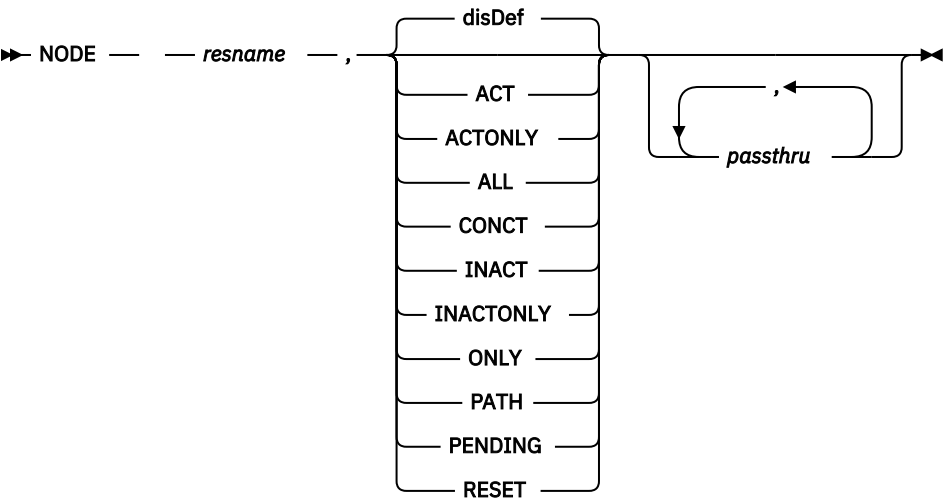 disDef
NODE resname ,
ACT
,
ACTONLY
passthru
ALL
CONCT
INACT
INACTONLY
ONLY
PATH
PENDING
RESET